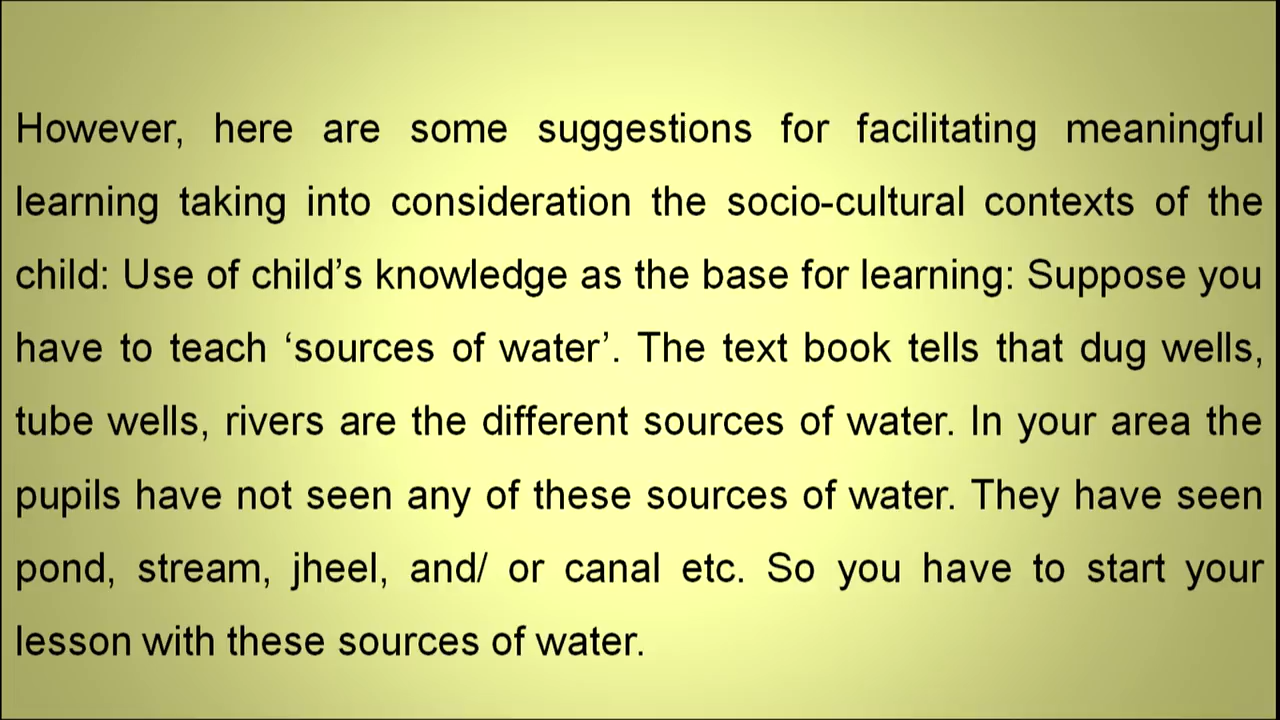 However, here are some suggestions for facilitating meaningful
learning taking into consideration the socio-cultural contexts of the
child: Use of child’s knowledge as the base for learning: Suppose you
have to teach ‘sources of water’. The text book tells that dug wells,
tube wells, rivers are the different sources of water. In your area the
pupils have not seen any of these sources of water. They have seen
pond, stream, jheel, and/ or canal etc. So you have to start your
lesson with these sources of water.